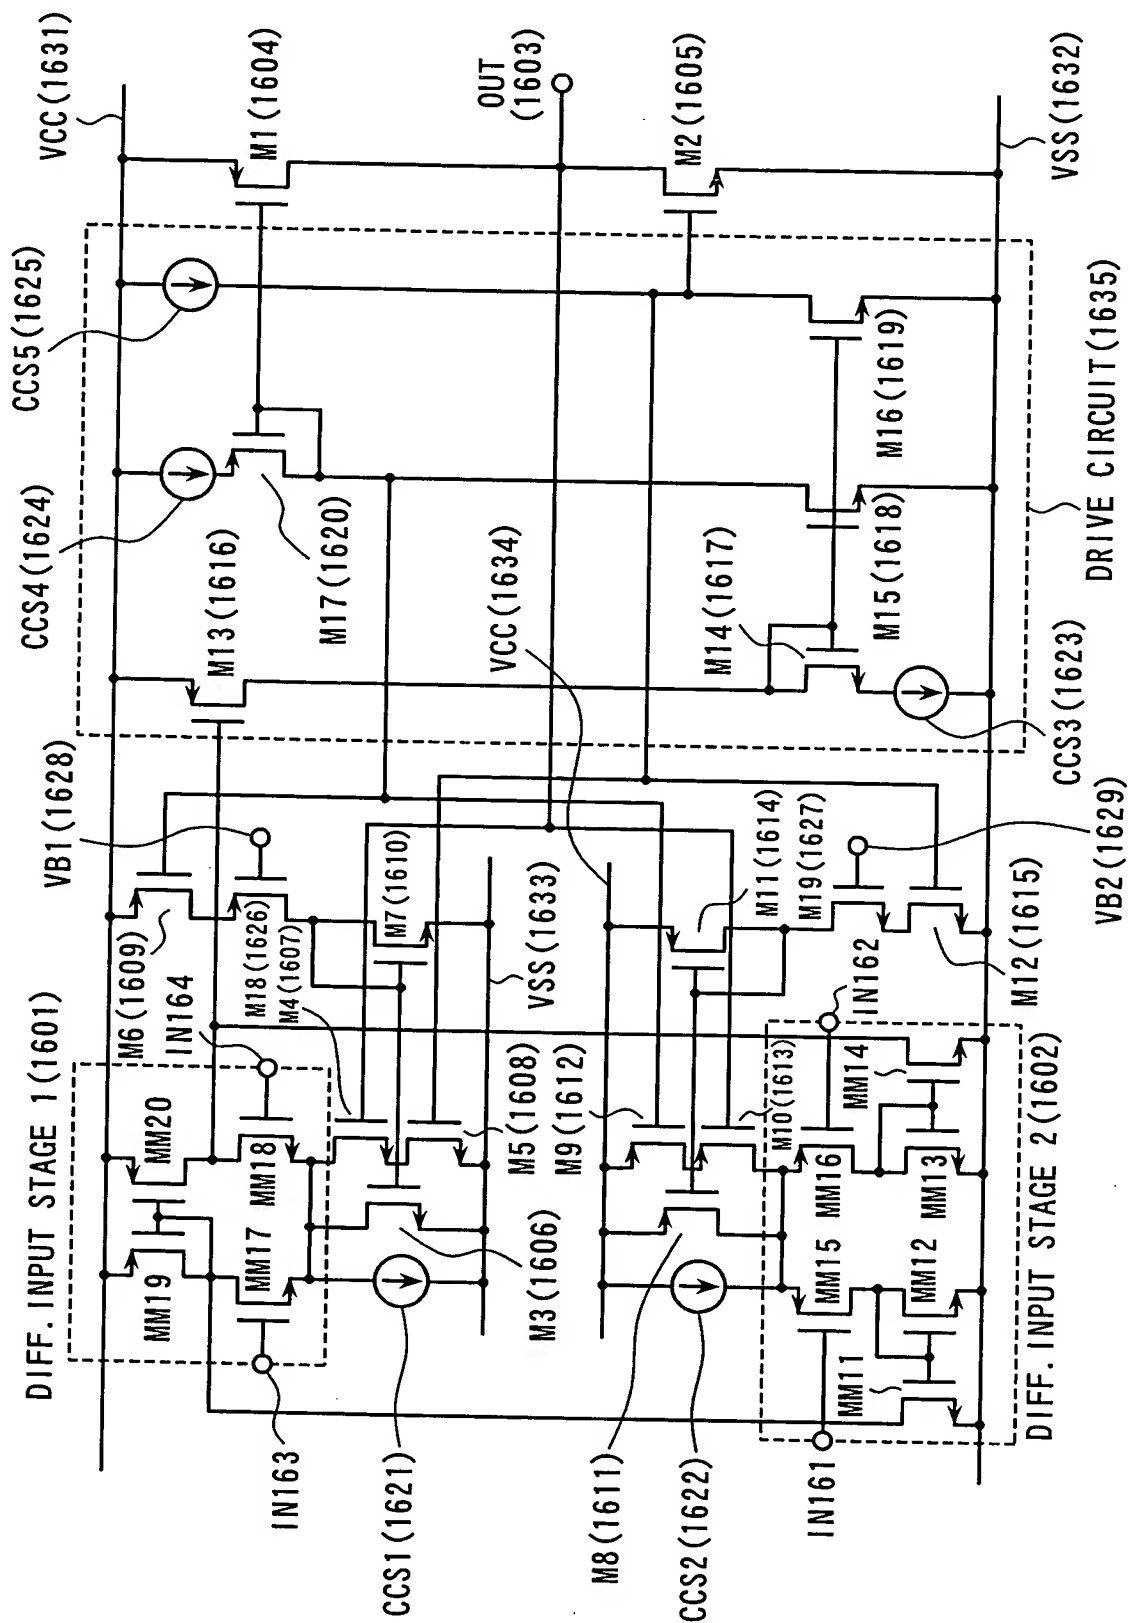 DIFF. INPUT STAGE 1(1601)
M6(1609)
IN164
VB1(1628)
M13(1616)
CCS4(1624)
CCS5(1625)
VCC(1631)
M1(1604)
MM19
MM20
MM17
MM18
M18(1626)
M4(1607)
M7(1610)
M17(1620)
OUT
(1603)
IN163
CCS1(1621)
M3(1606)
M5(1608)
VSS(1633)
VCC(1634)
M2(1605)
M8(1611)
CCS2(1622)
M9(1612)
M10(1613)
M11(1614)
M19(1627)
M14(1617)
M15(1618)
M16(1619)
IN161
MM11
MM15
MM12
MM16
MM13
MM14
IN162
M12(1615)
VB2(1629)
CCS3(1623)
DRIVE CIRCUIT(1635)
VSS(1632)
DIFF. INPUT STAGE 2(1602)